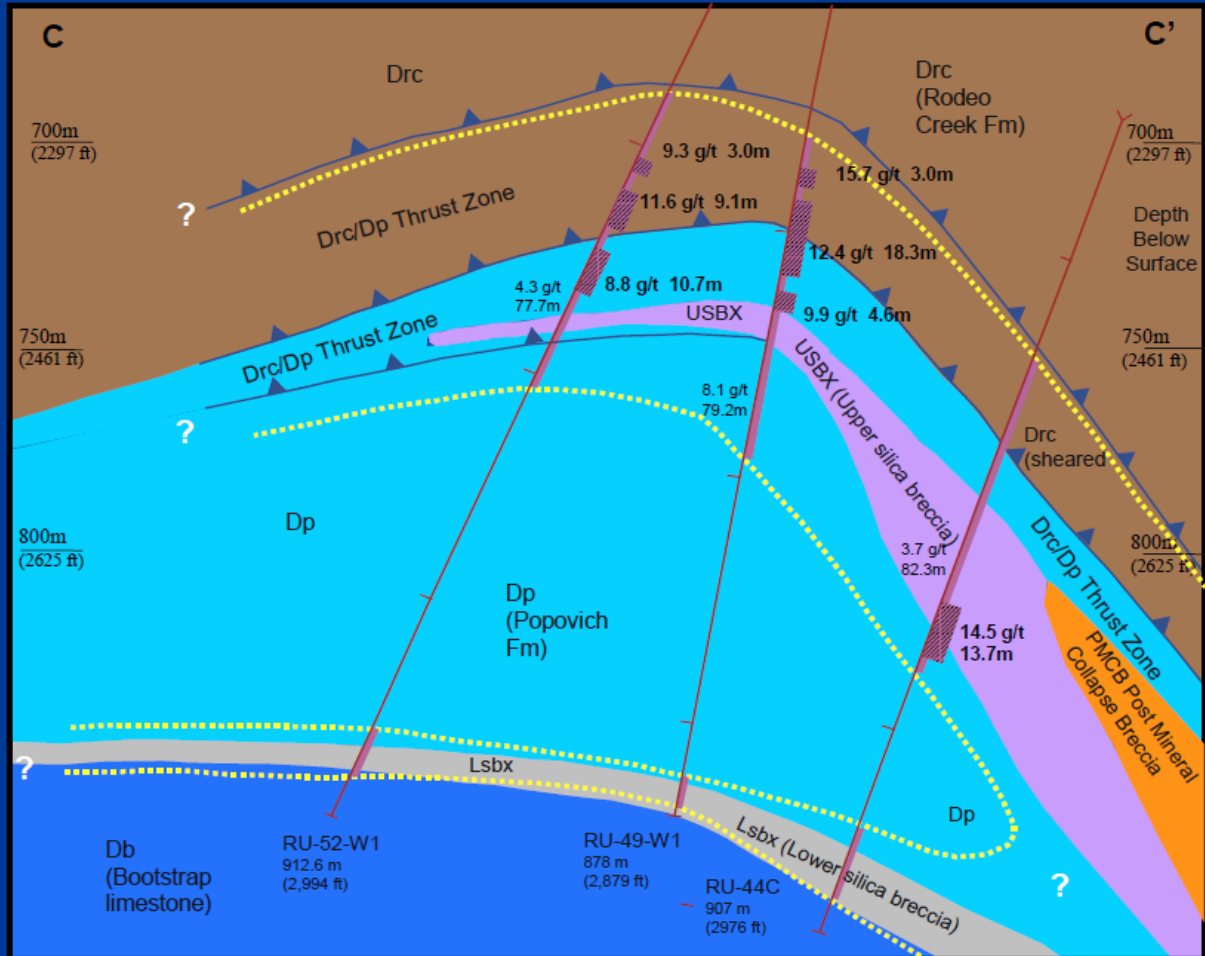 C
C'
Drc
Drc
(Rodeo
Creek Fm)
700m
(2297 ft)
700m
(2297 ft)
9.3 g/t 3.0m
15.7 g/t 3.0m
11.6 g/t 9.1m
?
Drc/Dp Thrust Zone
Depth
Below
Surface
12.4 g/t 18.3m
4.3 g/t
77.7m
8.8 g/t 10.7m
9.9 g/t 4.6m
USBX
750m
(2461 ft)
750m
(2461 ft)
Drc/Dp Thrust Zone
USBX (Upper silica breccia)
8.1 g/t
79.2m
?
Drc
(sheared
Dp
800m
(2625 ft)
800m
(2625 ft)
3.7 g/t
82.3m
Drc/Dp Thrust Zone
Dp
(Popovich
Fm)
14.5 g/t
13.7m
PMCB Post Mineral
Collapse Breccia
?
Lsbx
Dp
Lsbx (Lower silica breccia)
Db
(Bootstrap
limestone)
RU-52-W1
912.6 m
(2,994 ft)
RU-49-W1
878 m
(2,879 ft)
RU-44C
907 m
(2976 ft)
?